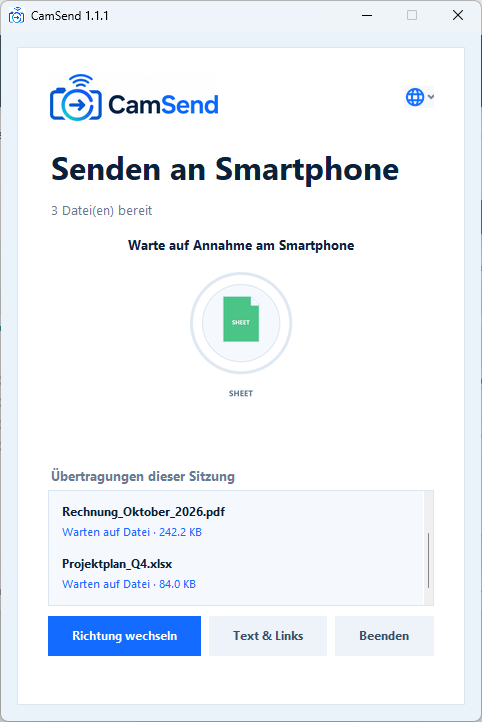 CamSend 1.1.1
CamSend
Senden an Smartphone
3 Datei(en) bereit
Warte auf Annahme am Smartphone
SHEET
SHEET
Übertragungen dieser Sitzung
Rechnung_Oktober_2026.pdf
Warten auf Datei · 242.2 KB
Projektplan_Q4.xlsx
Warten auf Datei · 84.0 KB
Richtung wechseln
Text & Links
Beenden